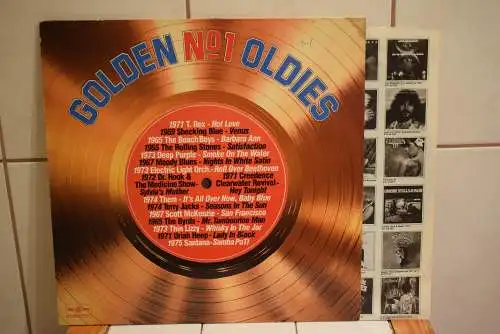 GOLDEN No1 OLDIES
1971 T. Rex - Hot Love
1969 Shocking Blue - Venus
1965 The Beach Boys - Barbara Ann
1965 The Rolling Stones - Satisfaction
1973 Deep Purple - Smoke On The Water
1967 Moody Blues - Nights In White Satin
1973 Electric Light Orch. - Roll Over Beethoven
1972 Dr. Hook &
The Medicine Show -
Sylvia's Mother
1971 Creedence
Clearwater Revival -
Hey Tonight
1974 Them - It's All Over Now, Baby Blue
1974 Terry Jacks - Seasons In The Sun
1967 Scott McKenzie - San Francisco
1965 The Byrds - Mr. Tambourine Man
1973 Thin Lizzy - Whisky In The Jar
1971 Uriah Heep - Lady In Black
1975 Santana - Samba Pa Ti